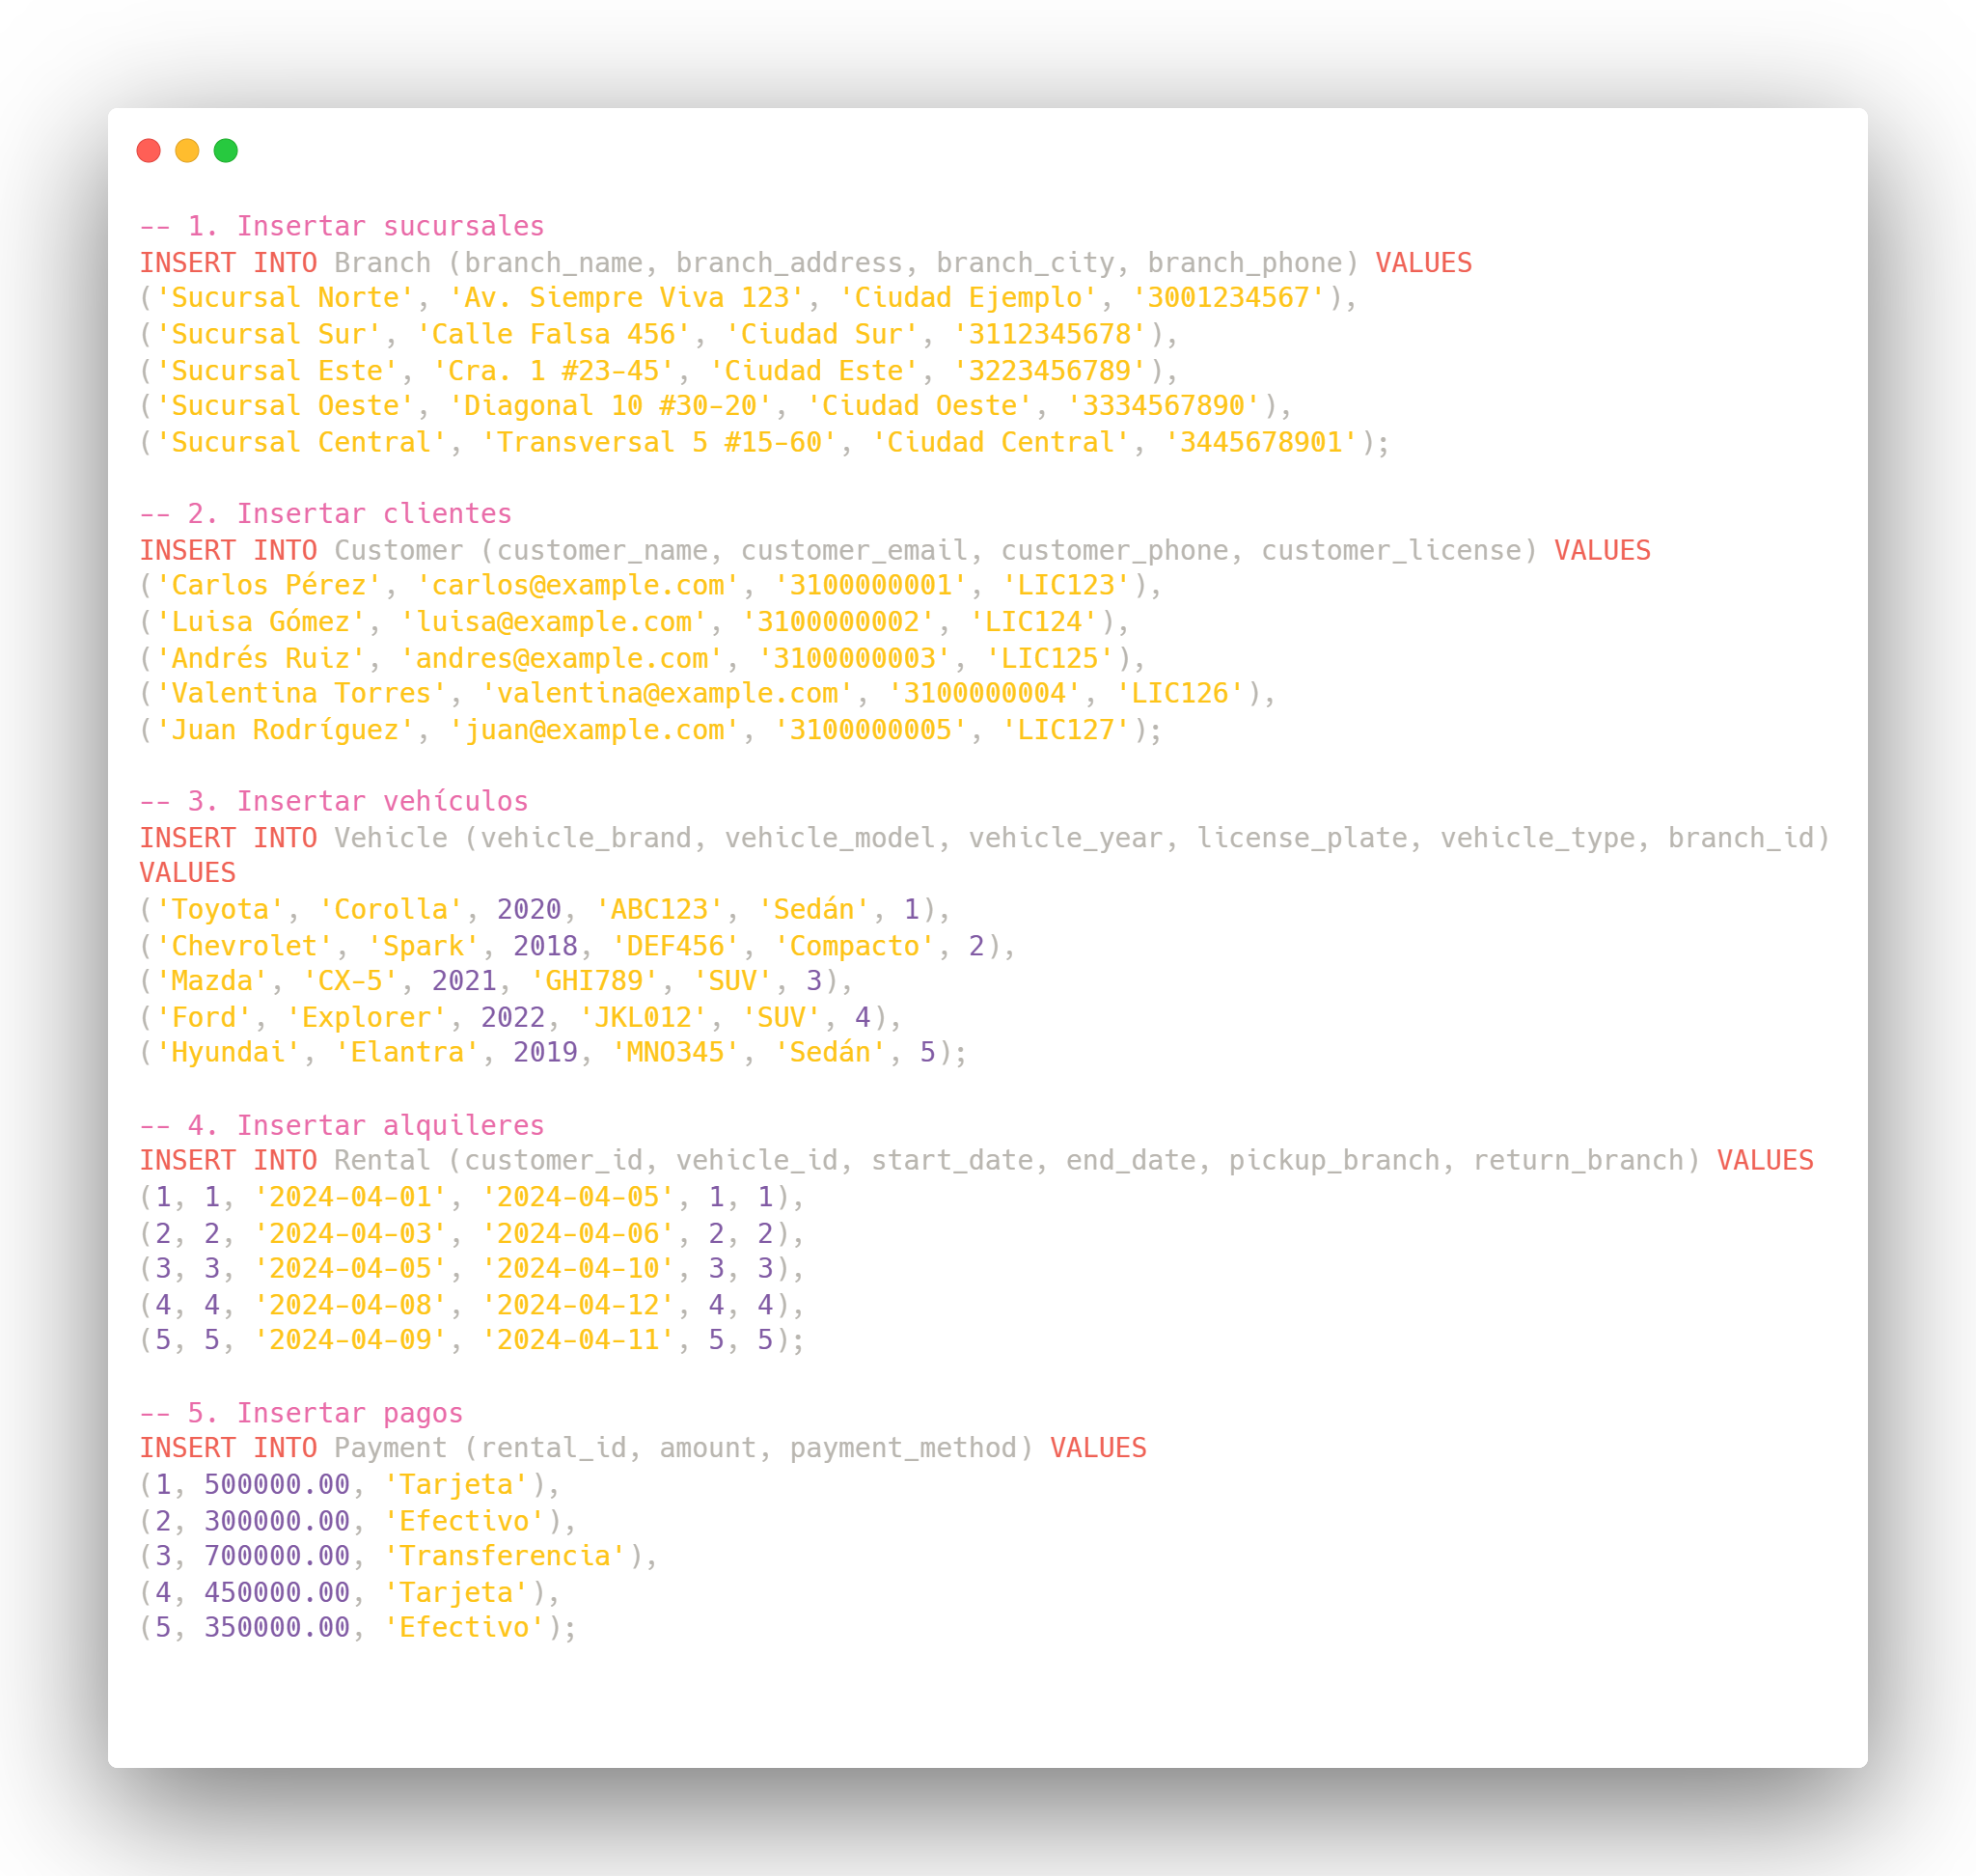 -- 1. Insertar sucursales
INSERT INTO Branch (branch_name, branch_address, branch_city, branch_phone) VALUES
('Sucursal Norte', 'Av. Siempre Viva 123', 'Ciudad Ejemplo', '3001234567'),
('Sucursal Sur', 'Calle Falsa 456', 'Ciudad Sur', '3112345678'),
('Sucursal Este', 'Cra. 1 #23-45', 'Ciudad Este', '3223456789'),
('Sucursal Oeste', 'Diagonal 10 #30-20', 'Ciudad Oeste', '3334567890'),
('Sucursal Central', 'Transversal 5 #15-60', 'Ciudad Central', '3445678901');
-- 2. Insertar clientes
INSERT INTO Customer (customer_name, customer_email, customer_phone, customer_license) VALUES
('Carlos Pérez', 'carlos@example.com', '3100000001', 'LIC123'),
('Luisa Gómez', 'luisa@example.com', '3100000002', 'LIC124'),
('Andrés Ruiz', 'andres@example.com', '3100000003', 'LIC125'),
('Valentina Torres', 'valentina@example.com', '3100000004', 'LIC126'),
('Juan Rodríguez', 'juan@example.com', '3100000005', 'LIC127');
-- 3. Insertar vehículos
INSERT INTO Vehicle (vehicle_brand, vehicle_model, vehicle_year, license_plate, vehicle_type, branch_id)
VALUES
('Toyota', 'Corolla', 2020, 'ABC123', 'Sedán', 1),
('Chevrolet', 'Spark', 2018, 'DEF456', 'Compacto', 2),
('Mazda', 'CX-5', 2021, 'GHI789', 'SUV', 3),
('Ford', 'Explorer', 2022, 'JKL012', 'SUV', 4),
('Hyundai', 'Elantra', 2019, 'MNO345', 'Sedán', 5);
-- 4. Insertar alquileres
INSERT INTO Rental (customer_id, vehicle_id, start_date, end_date, pickup_branch, return_branch) VALUES
(1, 1, '2024-04-01', '2024-04-05', 1, 1),
(2, 2, '2024-04-03', '2024-04-06', 2, 2),
(3, 3, '2024-04-05', '2024-04-10', 3, 3),
(4, 4, '2024-04-08', '2024-04-12', 4, 4),
(5, 5, '2024-04-09', '2024-04-11', 5, 5);
-- 5. Insertar pagos
INSERT INTO Payment (rental_id, amount, payment_method) VALUES
(1, 500000.00, 'Tarjeta'),
(2, 300000.00, 'Efectivo'),
(3, 700000.00, 'Transferencia'),
(4, 450000.00, 'Tarjeta'),
(5, 350000.00, 'Efectivo');